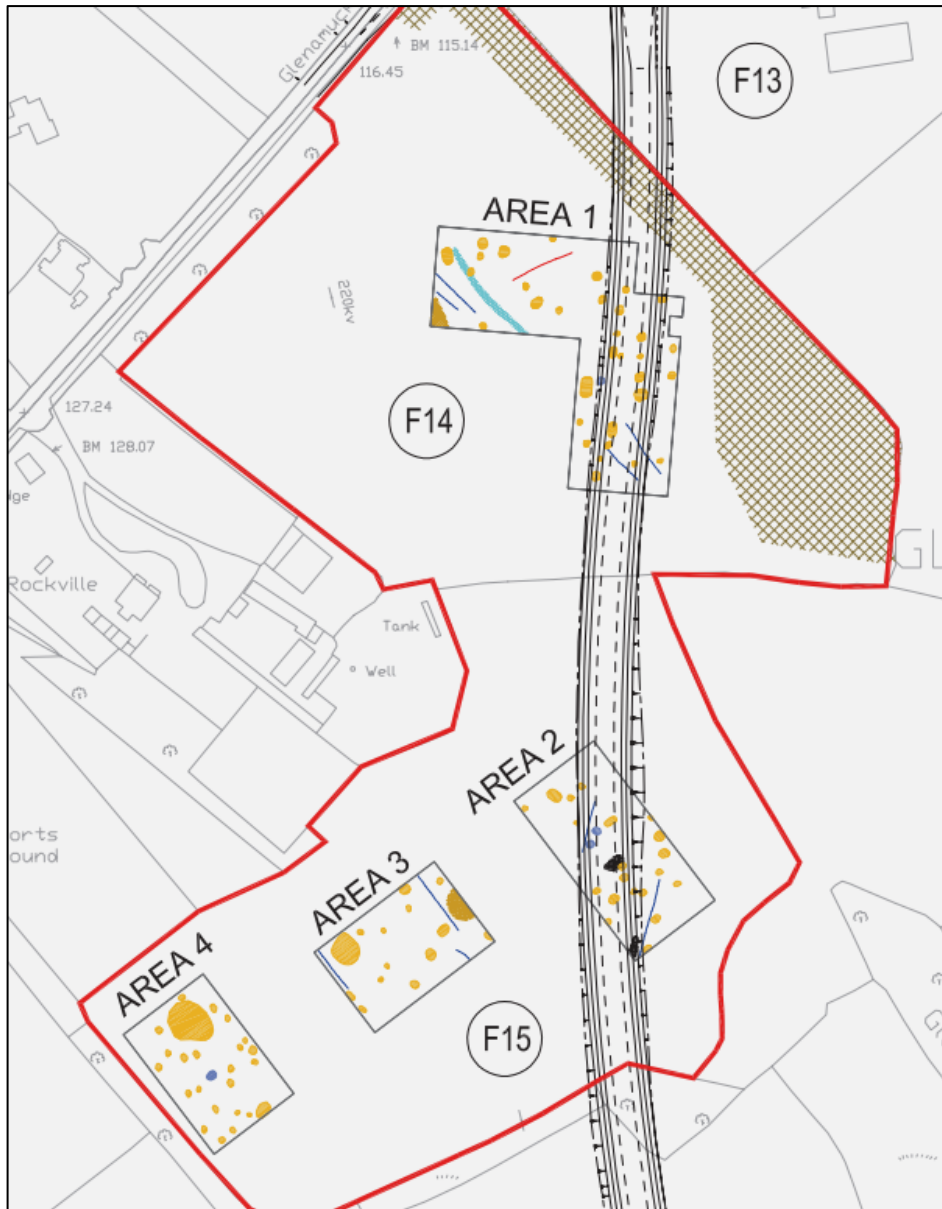 BM 115.14
116.45
F13
AREA 1
220kv
F14
127.24
BM 128.07
Rockville
Tank
Well
AREA 2
AREA 3
AREA 4
F15